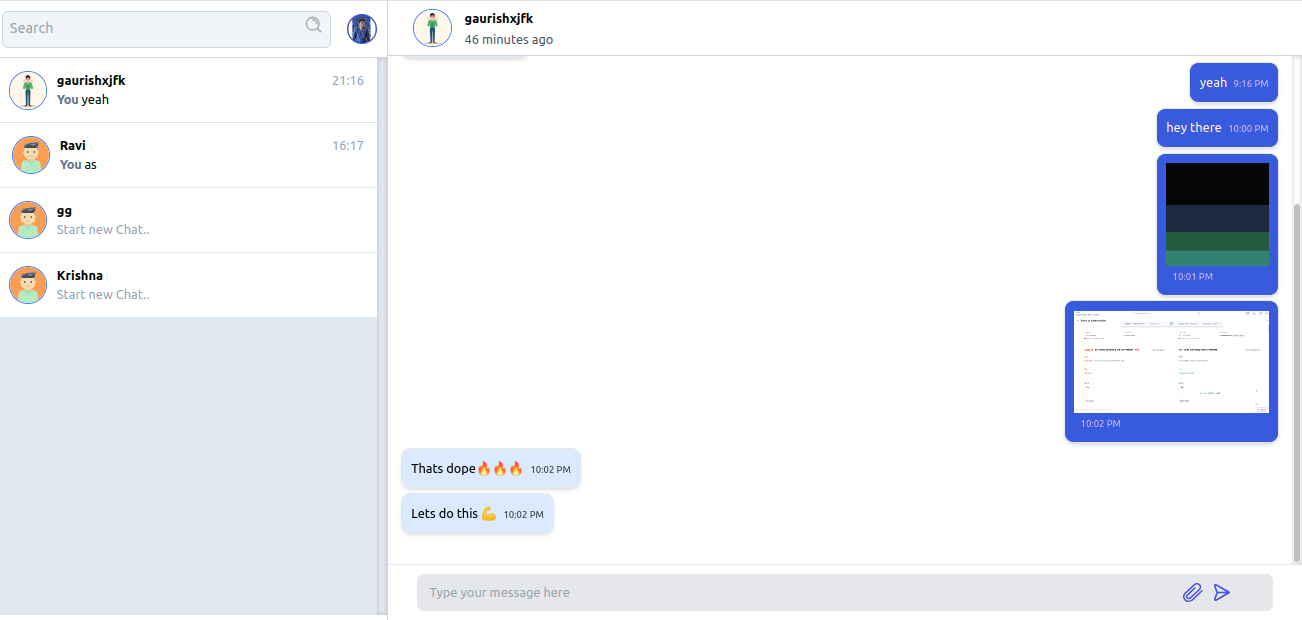 Search
gaurishxjfk
21:16
You yeah
Ravi
16:17
You as
gg
Start new Chat..
Krishna
Start new Chat..
gaurishxjfk
46 minutes ago
yeah 9:16 PM
hey there 10:00 PM
10:01 PM
10:02 PM
Thats dope🔥🔥🔥 10:02 PM
Lets do this 💪 10:02 PM
Type your message here